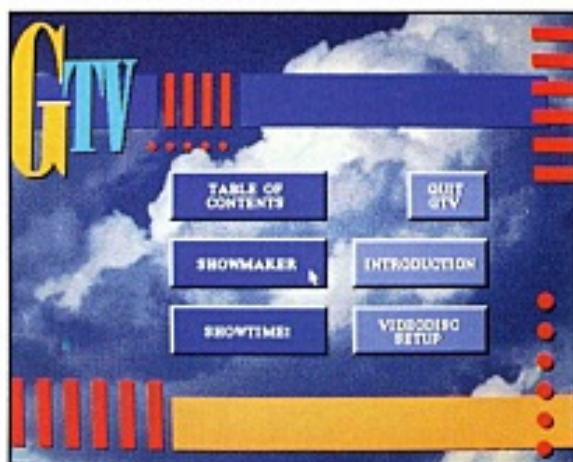 GTV
TABLE OF
CONTENTS
QUIT
GTV
SHOWMAKER
INTRODUCTION
SHOWTIME!
VIDEODISC
SETUP